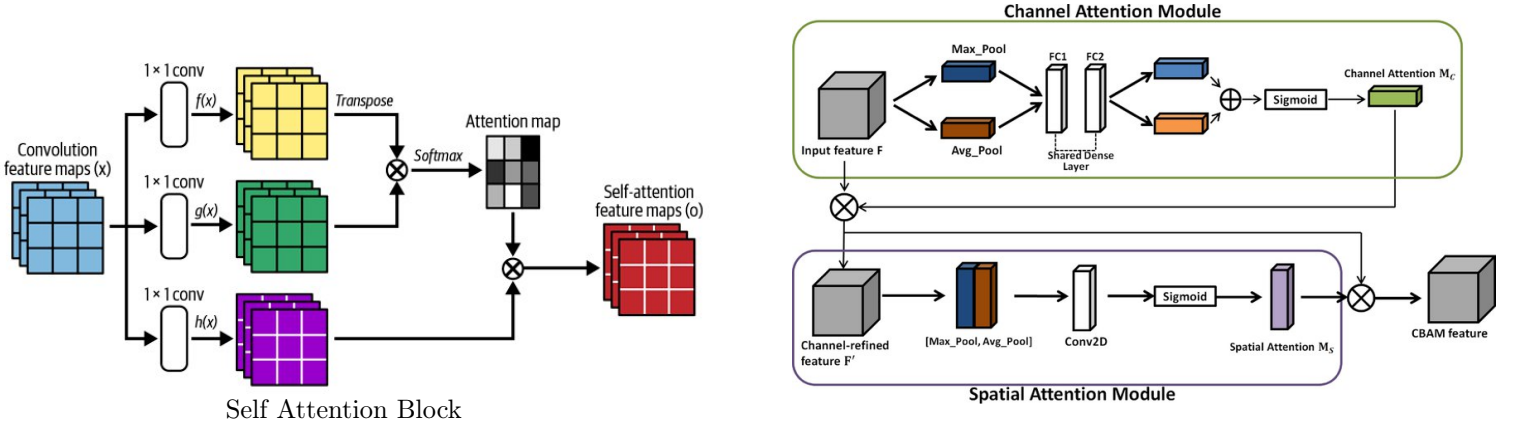 1 × 1 conv
f(x)
Transpose
Convolution
feature maps (x)
1 × 1 conv
g(x)
Softmax
Attention map
Self-attention
feature maps (o)
1 × 1 conv
h(x)
Self Attention Block
Channel Attention Module
Max_Pool
FC1
FC2
Channel Attention M_C
Sigmoid
Input feature F
Avg_Pool
Shared Dense
Layer
Sigmoid
Channel-refined
feature F′
[Max_Pool, Avg_Pool]
Conv2D
Spatial Attention M_S
CBAM feature
Spatial Attention Module